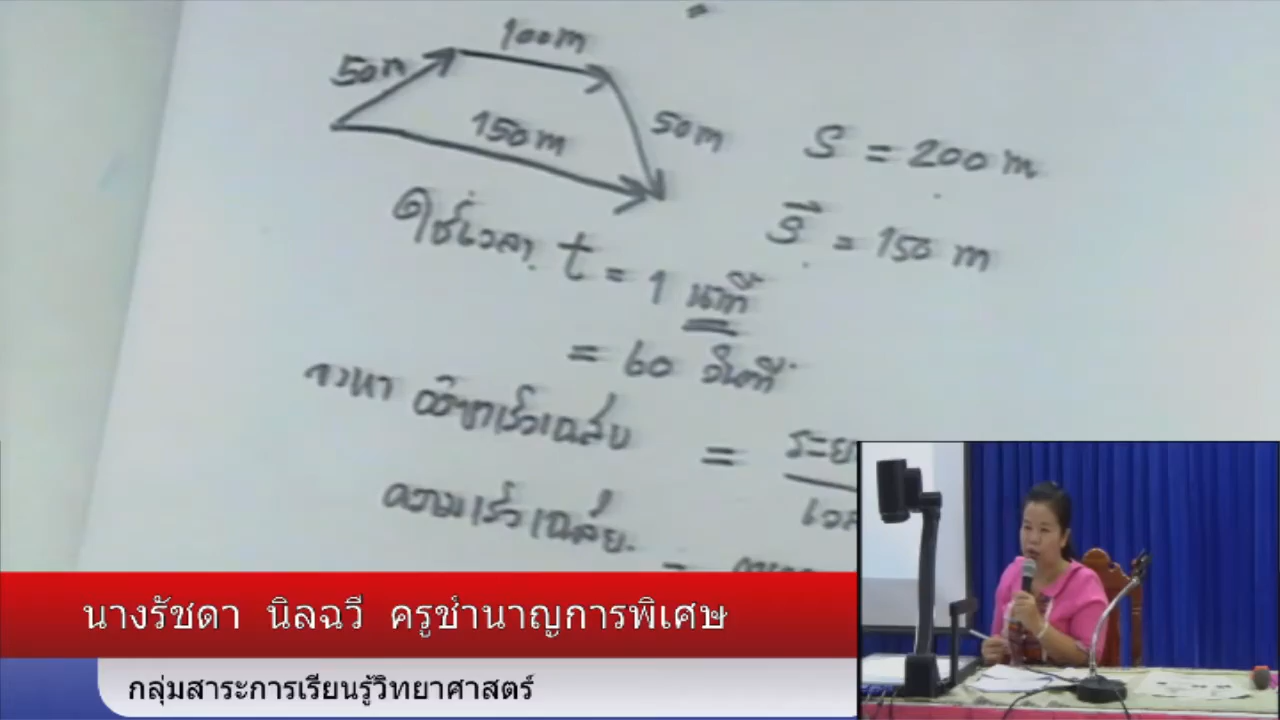 100m
50m
150m
50m
S = 200 m
S⃗ = 150 m
ใช้เวลา t = 1 นาที
= 60 วินาที
จงหา อัตราเร็วเฉลี่ย =
ความเร็วเฉลี่ย =
นางรัชดา นิลฉวี ครูชำนาญการพิเศษ
กลุ่มสาระการเรียนรู้วิทยาศาสตร์